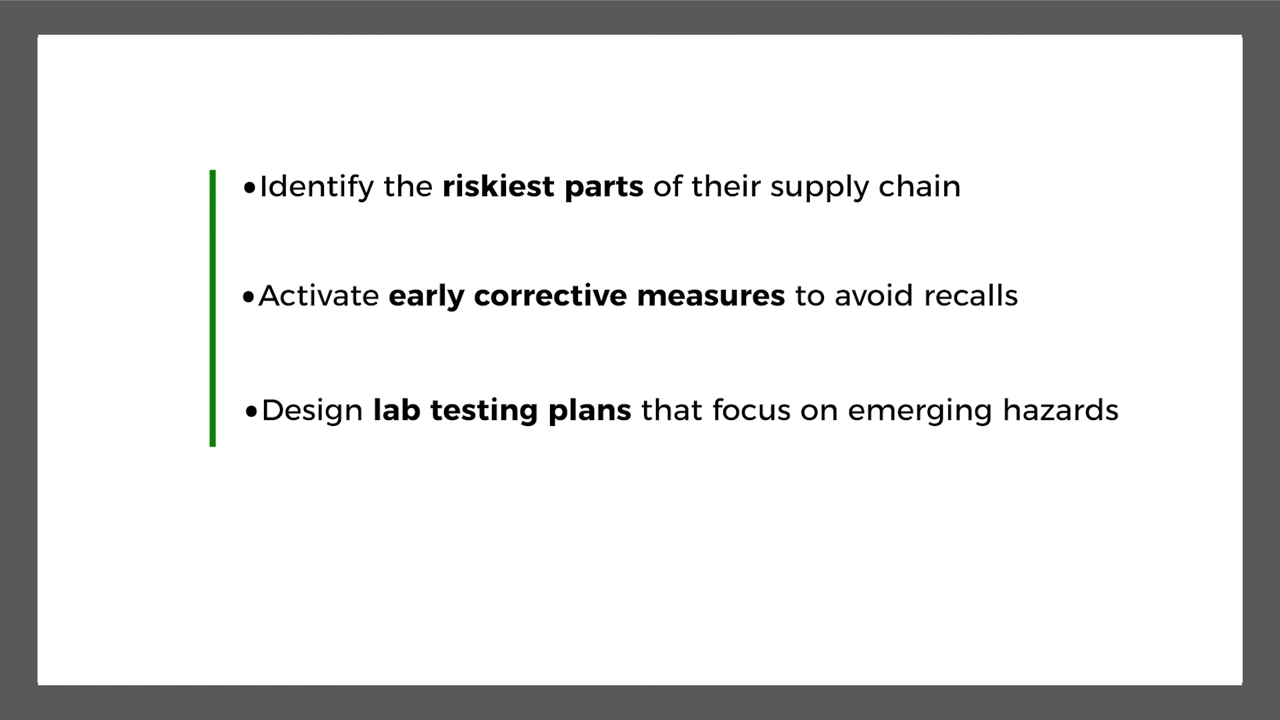 •Identify the riskiest parts of their supply chain
•Activate early corrective measures to avoid recalls
•Design lab testing plans that focus on emerging hazards